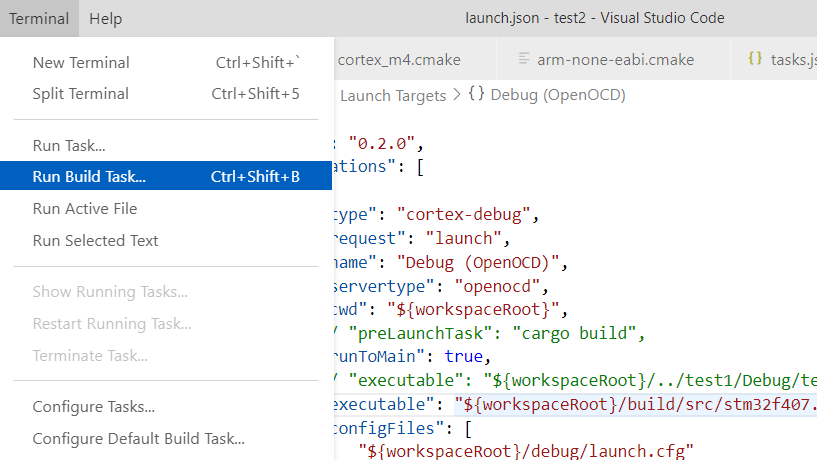 Terminal Help launch.json - test2 - Visual Studio Code
New Terminal Ctrl+Shift+`
Split Terminal Ctrl+Shift+5
Run Task...
Run Build Task... Ctrl+Shift+B
Run Active File
Run Selected Text
Show Running Tasks...
Restart Running Task...
Terminate Task...
Configure Tasks...
Configure Default Build Task...
cortex_m4.cmake arm-none-eabi.cmake {} tasks.js
Launch Targets > {} Debug (OpenOCD)
: "0.2.0",
ations": [
type": "cortex-debug",
request": "launch",
name": "Debug (OpenOCD)",
servertype": "openocd",
cwd": "${workspaceRoot}",
/ "preLaunchTask": "cargo build",
runToMain": true,
/ "executable": "${workspaceRoot}/../test1/Debug/te
executable": "${workspaceRoot}/build/src/stm32f407.
configFiles": [
"${workspaceRoot}/debug/launch.cfg"